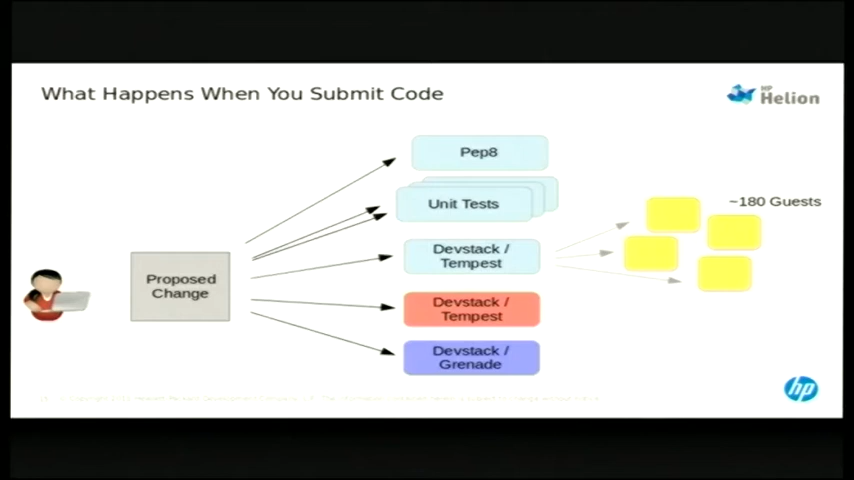 What Happens When You Submit Code
HP
Helion
Pep8
Unit Tests
~180 Guests
Devstack /
Tempest
Proposed
Change
Devstack /
Tempest
Devstack /
Grenade
hp